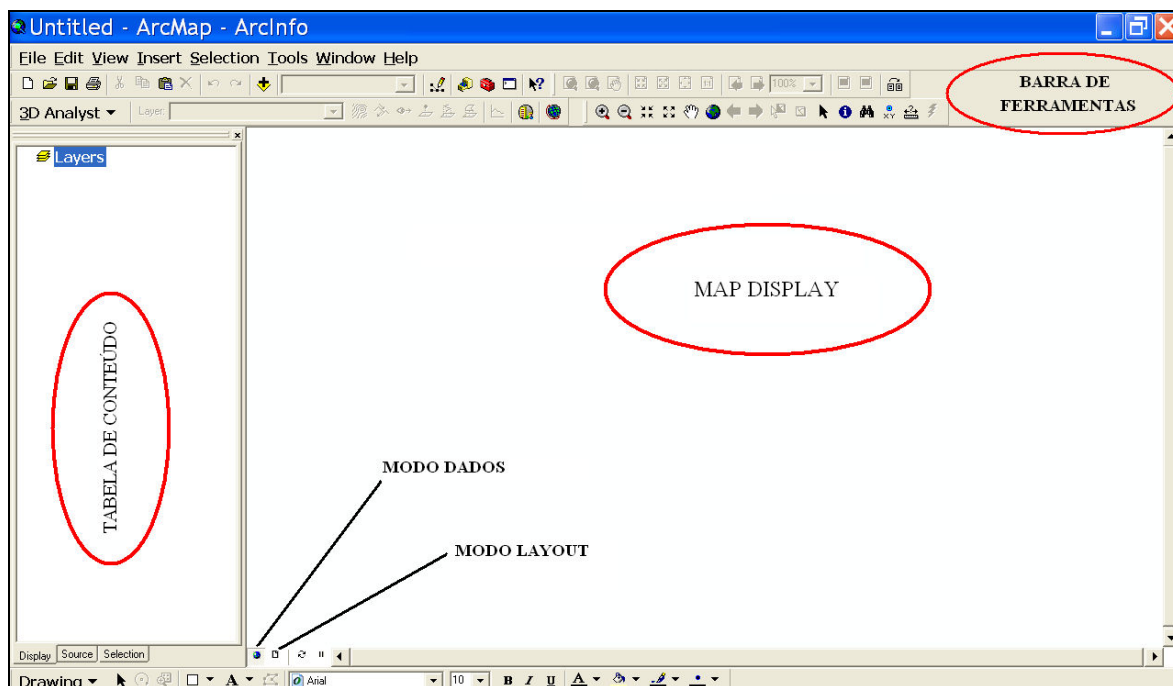 Untitled - ArcMap - ArcInfo
File Edit View Insert Selection Tools Window Help
100%
BARRA DE
FERRAMENTAS
3D Analyst Layer:
XY
Layers
MAP DISPLAY
TABELA DE CONTEÚDO
MODO DADOS
MODO LAYOUT
Display Source Selection
Drawing A Arial 10 B I U A